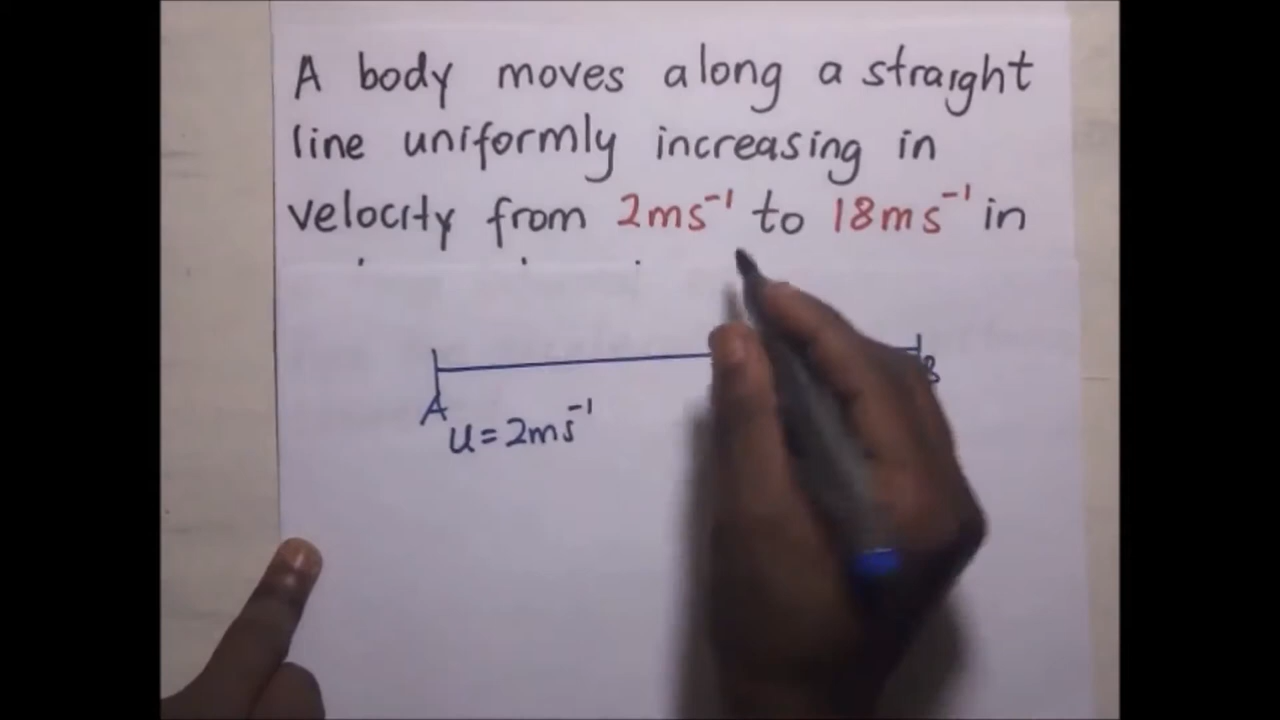 A body moves along a straight
line uniformly increasing in
velocity from 2ms⁻¹ to 18ms⁻¹ in
B
A
u = 2ms⁻¹